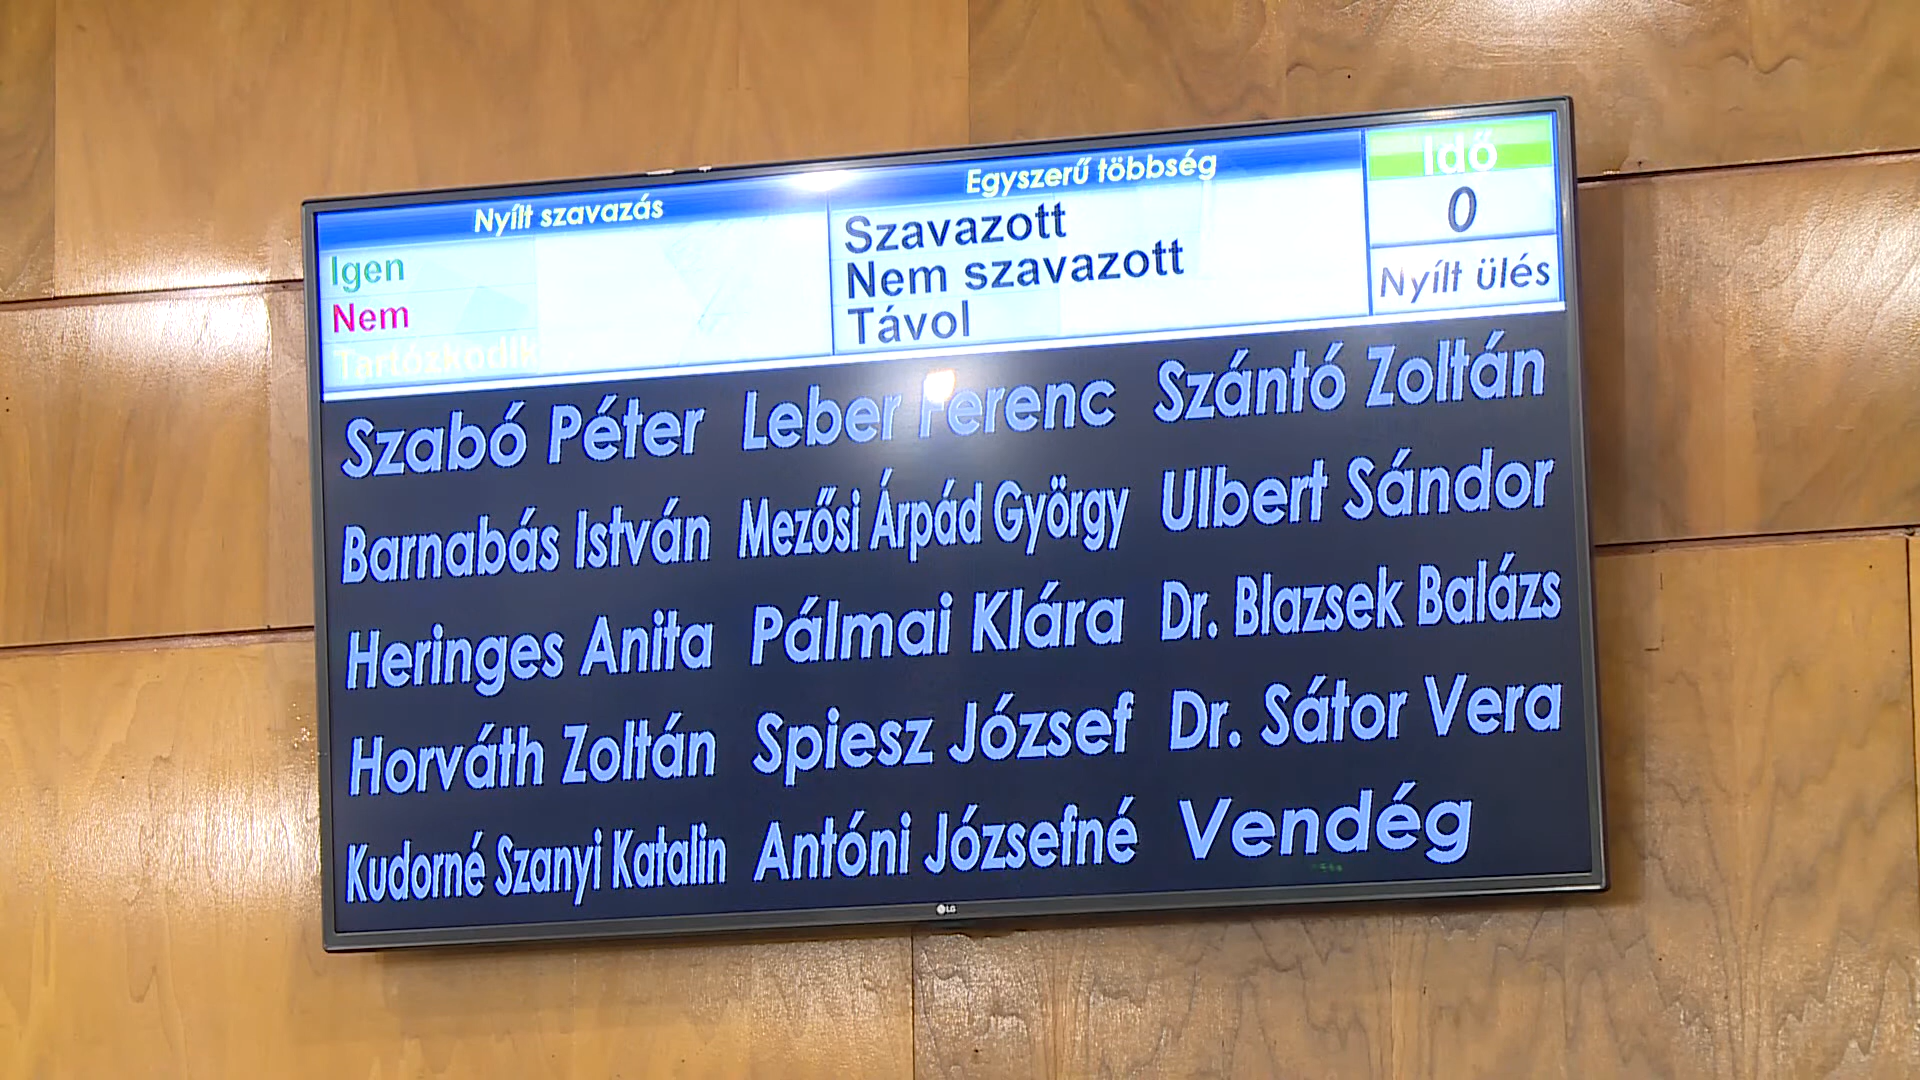 Nyílt szavazás
Igen
Nem
Tartózkodik
Egyszerű többség
Szavazott
Nem szavazott
Távol
Idő
0
Nyílt ülés
Szabó Péter Leber Ferenc Szántó Zoltán
Barnabás István Mezősi Árpád György Ulbert Sándor
Heringes Anita Pálmai Klára Dr. Blazsek Balázs
Horváth Zoltán Spiesz József Dr. Sátor Vera
Kudorné Szanyi Katalin Antóni Józsefné Vendég
LG